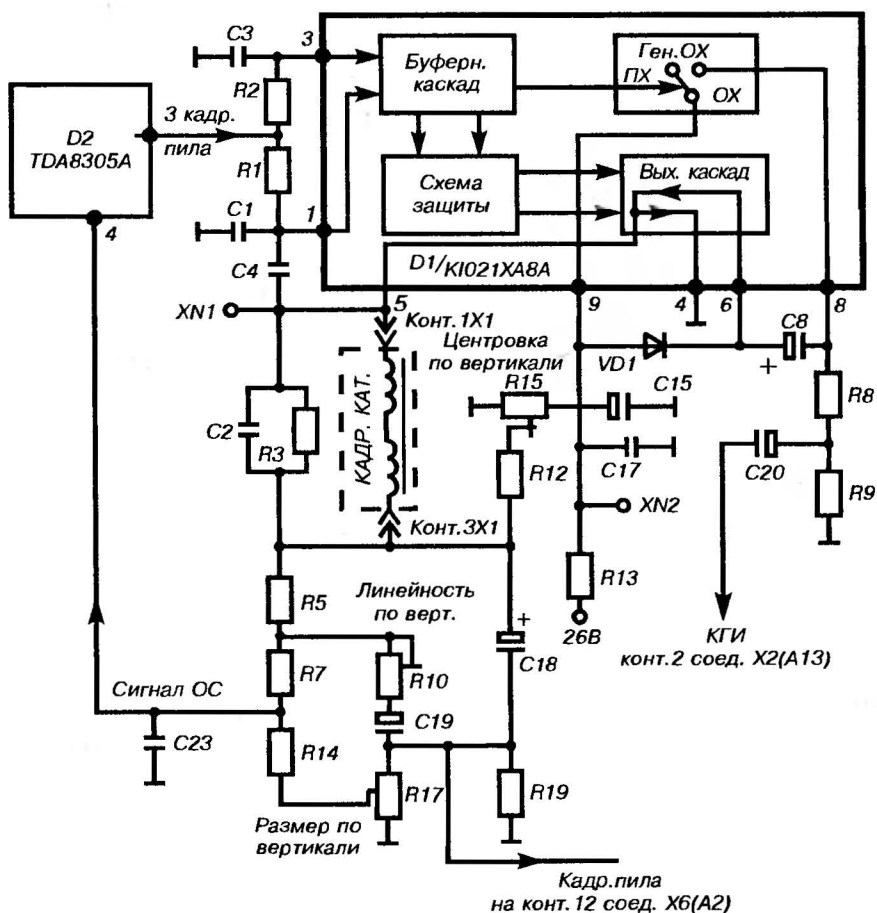 C3
3
R2
D2
TDA8305A
3 кадр.
пила
R1
4
C1
1
C4
Буферн.
каскад
Ген.ОХ
ПХ
ОХ
Схема
защиты
Вых. каскад
D1/KI021XA8A
XN1
5
9
4
6
8
Конт.1X1
Центровка
по вертикали
VD1
+
C8
R15
C15
R8
C2
R3
КАДР. КАТ.
R12
C17
C20
R9
XN2
Конт.3X1
R13
26В
R5
Линейность
по верт.
+
C18
КГИ
конт.2 соед. X2(A13)
R7
R10
Сигнал ОС
C19
C23
R14
R17
R19
Размер по
вертикали
Кадр.пила
на конт.12 соед. X6(A2)